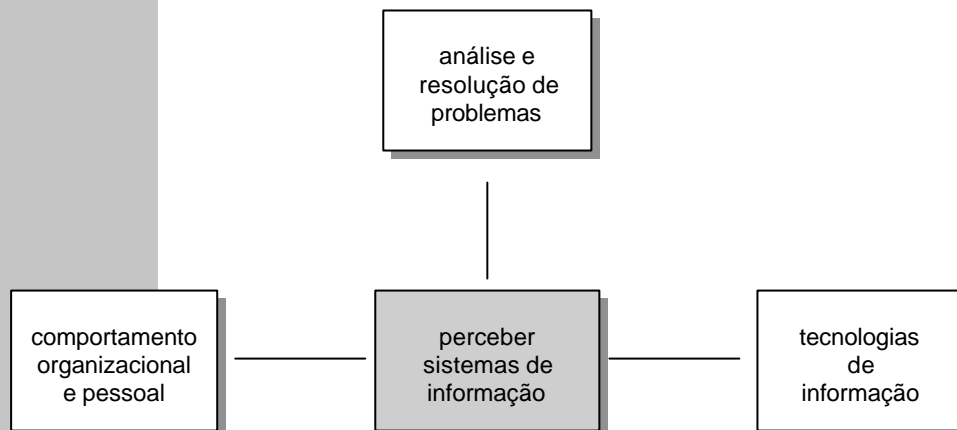 análise e
resolução de
problemas
comportamento
organizacional
e pessoal
perceber
sistemas de
informação
tecnologias
de
informação